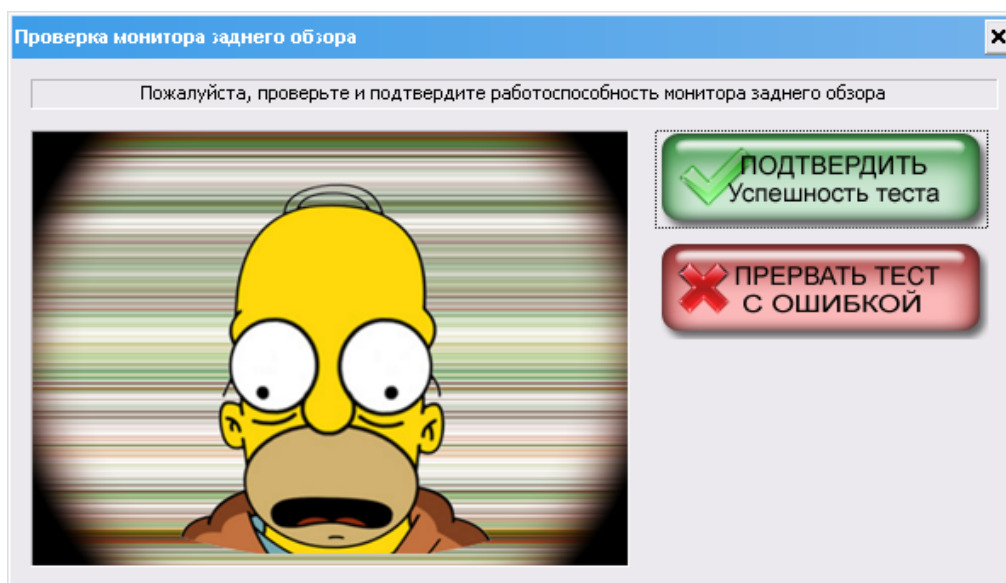 Проверка монитора заднего обзора
Пожалуйста, проверьте и подтвердите работоспособность монитора заднего обзора
ПОДТВЕРДИТЬ
Успешность теста
ПРЕРВАТЬ ТЕСТ
С ОШИБКОЙ